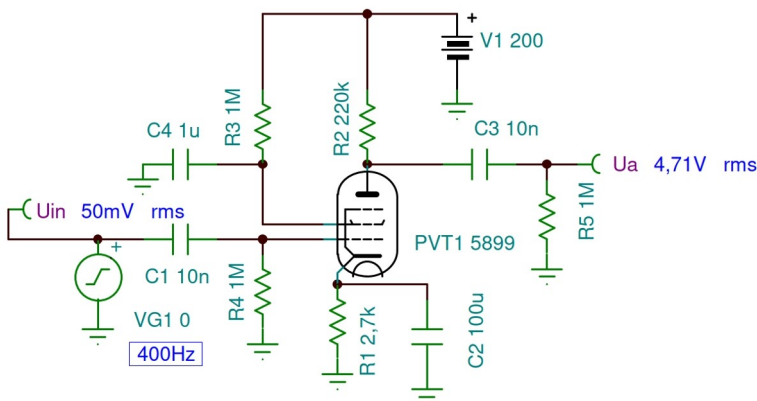 +
V1 200
R3 1M
R2 220k
C4 1u
C3 10n
Ua 4,71V rms
Uin 50mV rms
R5 1M
PVT1 5899
+
C1 10n
R4 1M
VG1 0
R1 2,7k
C2 100u
400Hz